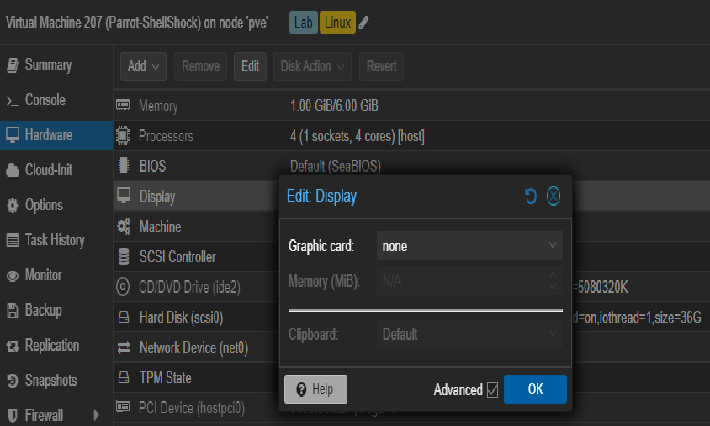 Virtual Machine 207 (Parrot-ShellShock) on node 'pve' Lab Linux
Summary
Console
Hardware
Cloud-Init
Options
Task History
Monitor
Backup
Replication
Snapshots
Firewall
Add Remove Edit Disk Action Revert
Memory 1.00 GiB/6.00 GiB
Processors 4 (1 sockets, 4 cores) [host]
BIOS Default (SeaBIOS)
Display
Machine
SCSI Controller
CD/DVD Drive (ide2) =5080320K
Hard Disk (scsi0) d=on,iothread=1,size=36G
Network Device (net0)
TPM State
PCI Device (hostpci0)
Edit: Display
Graphic card: none
Memory (MiB): N/A
Clipboard: Default
Help Advanced OK